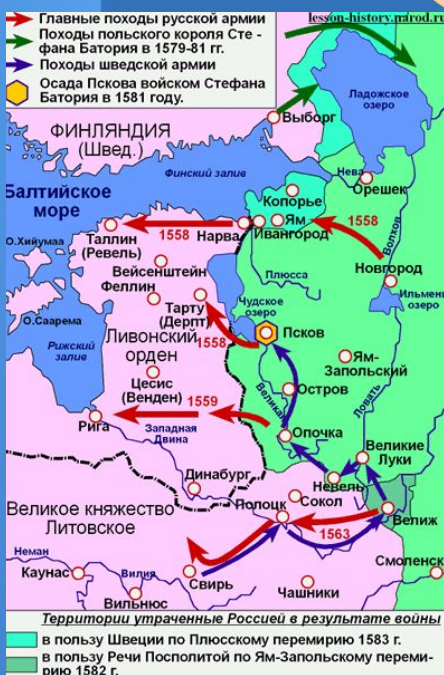 Главные походы русской армии
lesson-history.narod.ru
Походы польского короля Сте -
фана Батория в 1579-81 гг.
Походы шведской армии
Осада Пскова войском Стефана
Батория в 1581 году.
Ладожское
озеро
Выборг
ФИНЛЯНДИЯ
(Швед.)
Финский залив
Нева
Орешек
Балтийское
море
Копорье
Ям
1558
1558
Таллин
(Ревель)
Нарва
Ивангород
Волхов
О.Хийумаа
Вейсенштейн
Плюсса
Новгород
Феллин
Чудское
озеро
Ильмень
озеро
Тарту
(Дерпт)
О.Саарема
Псков
Ливонский
орден
1558
Рижский
залив
Ям-
Запольский
Цесис
(Венден)
Великая
Остров
Ловать
1559
Рига
Западная
Двина
Опочка
Великие
Луки
Динабург
Невель
Сокол
Полоцк
Велиж
Великое княжество
Литовское
1563
Неман
Смоленск
Каунас
Вилия
Свирь
Чашники
Вильнюс
Территории утраченные Россией в результате войны
в пользу Швеции по Плюсскому перемирию 1583 г.
в пользу Речи Посполитой по Ям-Запольскому переми-
рию 1582 г.